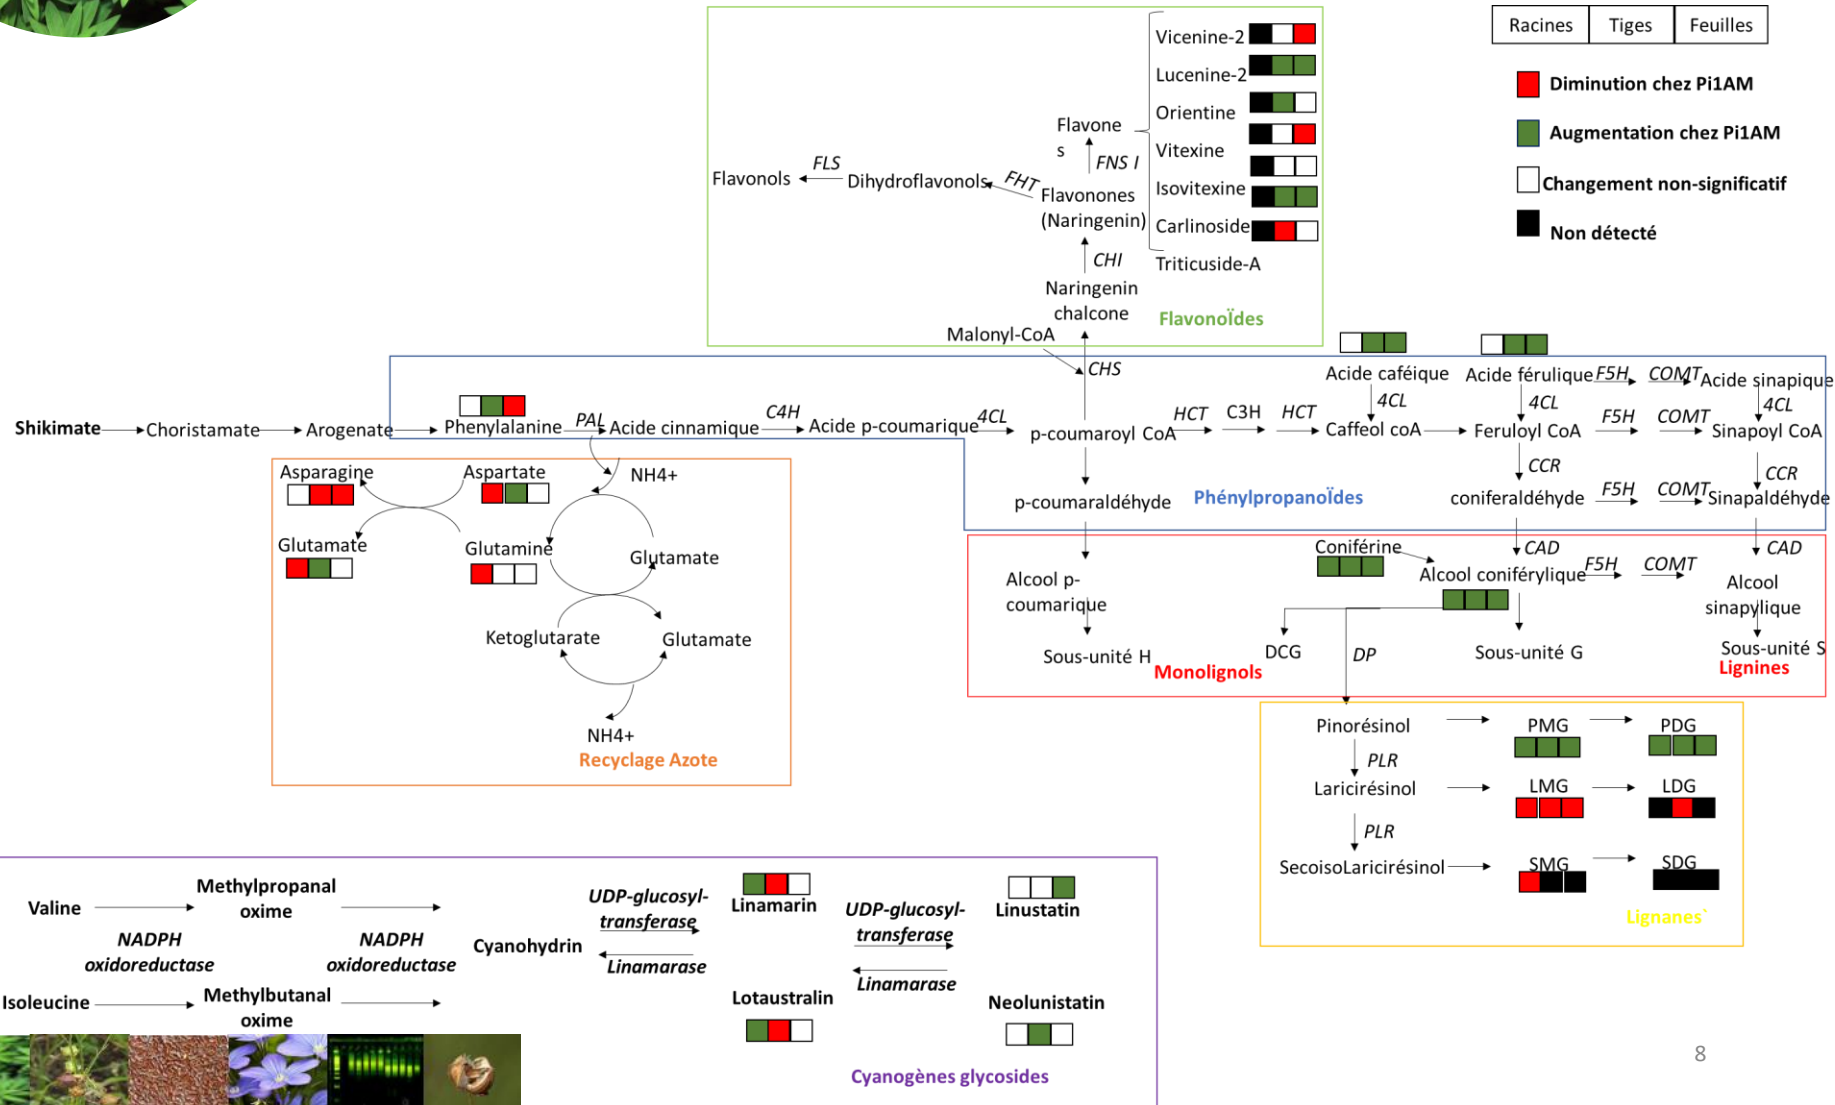 Racines Tiges Feuilles
Diminution chez Pi1AM
Augmentation chez Pi1AM
Changement non-significatif
Non détecté
Vicenine-2
Lucenine-2
Orientine
Vitexine
Isovitexine
Carlinoside
Triticuside-A
Flavone
s
FNS I
FLS
Flavonols
Dihydroflavonols
FHT
Flavonones
(Naringenin)
CHI
Naringenin
chalcone
FlavonoÏdes
Malonyl-CoA
CHS
Shikimate
Choristamate
Arogenate
Phenylalanine
PAL
Acide cinnamique
C4H
Acide p-coumarique
4CL
p-coumaroyl CoA
HCT
C3H
HCT
Acide caféique
4CL
Caffeol coA
Acide férulique
4CL
Feruloyl CoA
F5H
COMT
Acide sinapique
4CL
F5H
COMT
Sinapoyl CoA
CCR
CCR
p-coumaraldéhyde
PhénylpropanoÏdes
coniferaldéhyde
F5H
COMT
Sinapaldéhyde
Asparagine
Aspartate
NH4+
Glutamate
Glutamine
Glutamate
Ketoglutarate
Glutamate
NH4+
Recyclage Azote
Coniférine
CAD
CAD
Alcool p-
coumarique
Alcool coniférylique
F5H
COMT
Alcool
sinapylique
Sous-unité H
Monolignols
DCG
DP
Sous-unité G
Sous-unité S
Lignines
Pinorésinol
PMG
PDG
PLR
Laricirésinol
LMG
LDG
PLR
SecoisoLaricirésinol
SMG
SDG
Lignanes`
Valine
Methylpropanal
oxime
NADPH
oxidoreductase
NADPH
oxidoreductase
Isoleucine
Methylbutanal
oxime
Cyanohydrin
UDP-glucosyl-
transferase
Linamarase
Linamarin
Lotaustralin
UDP-glucosyl-
transferase
Linamarase
Linustatin
Neolunistatin
Cyanogènes glycosides
8